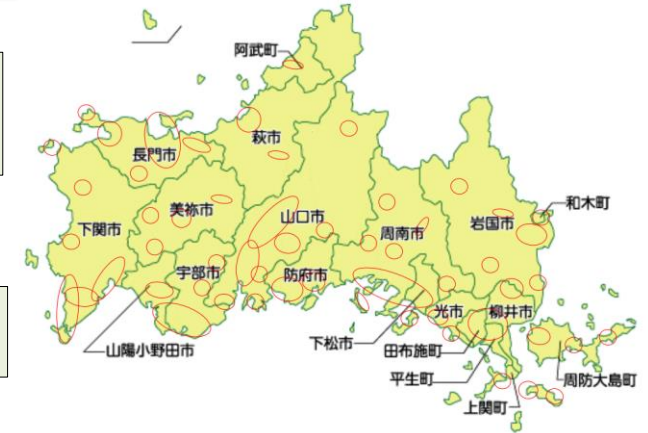 阿武町
萩市
長門市
和木町
美祢市
山口市
岩国市
下関市
周南市
宇部市
防府市
光市
柳井市
下松市
山陽小野田市
田布施町
平生町
周防大島町
上関町